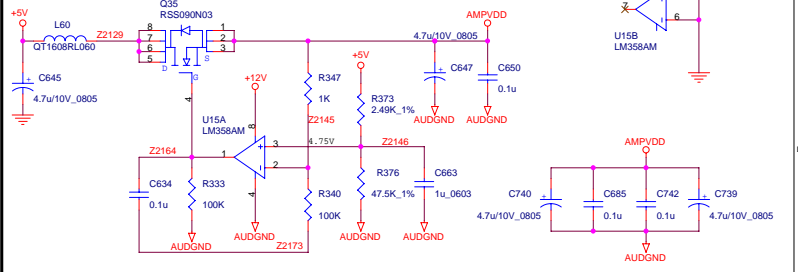 +5V
L60
QT1608RL060
Z2129
C645
4.7u/10V_0805
Q35
RSS090N03
8
7
6
5
1
2
3
D
S
G
4
AMPVDD
4.7u/10V_0805
C647
C650
0.1u
AUDGND
AUDGND
7
6
U15B
LM358AM
+12V
+5V
R347
1K
Z2145
R373
2.49K_1%
U15A
LM358AM
8
Z2164
1
3
4.75V
Z2146
2
4
C634
0.1u
R333
100K
R340
100K
R376
47.5K_1%
C663
1u_0603
AUDGND
AUDGND
Z2173
AUDGND
AUDGND
AMPVDD
C740
4.7u/10V_0805
C685
0.1u
C742
0.1u
C739
4.7u/10V_0805
AUDGND